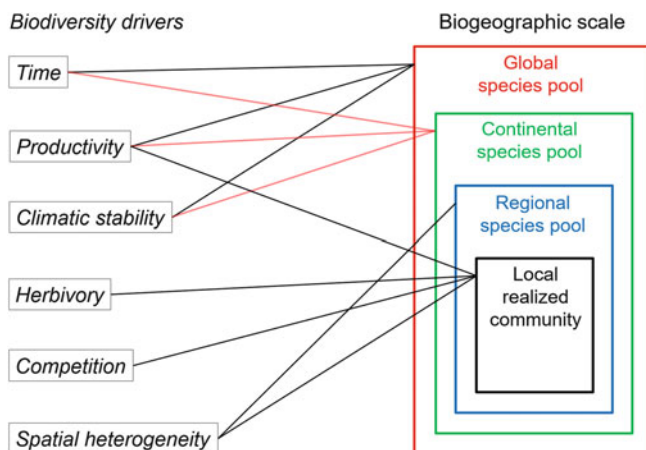 Biodiversity drivers
Biogeographic scale
Time
Productivity
Climatic stability
Herbivory
Competition
Spatial heterogeneity
Global
species pool
Continental
species pool
Regional
species pool
Local
realized
community